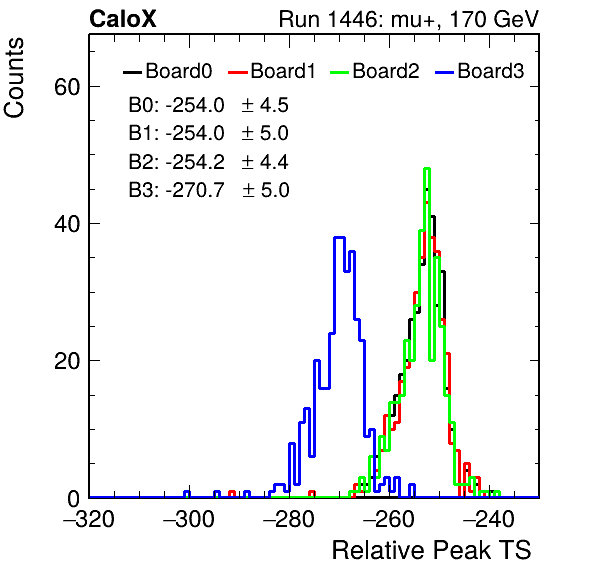 CaloX Run 1446: mu+, 170 GeV
Counts
Board0 Board1 Board2 Board3
B0: -254.0 ± 4.5
B1: -254.0 ± 5.0
B2: -254.2 ± 4.4
B3: -270.7 ± 5.0
60
40
20
0
−320 −300 −280 −260 −240
Relative Peak TS